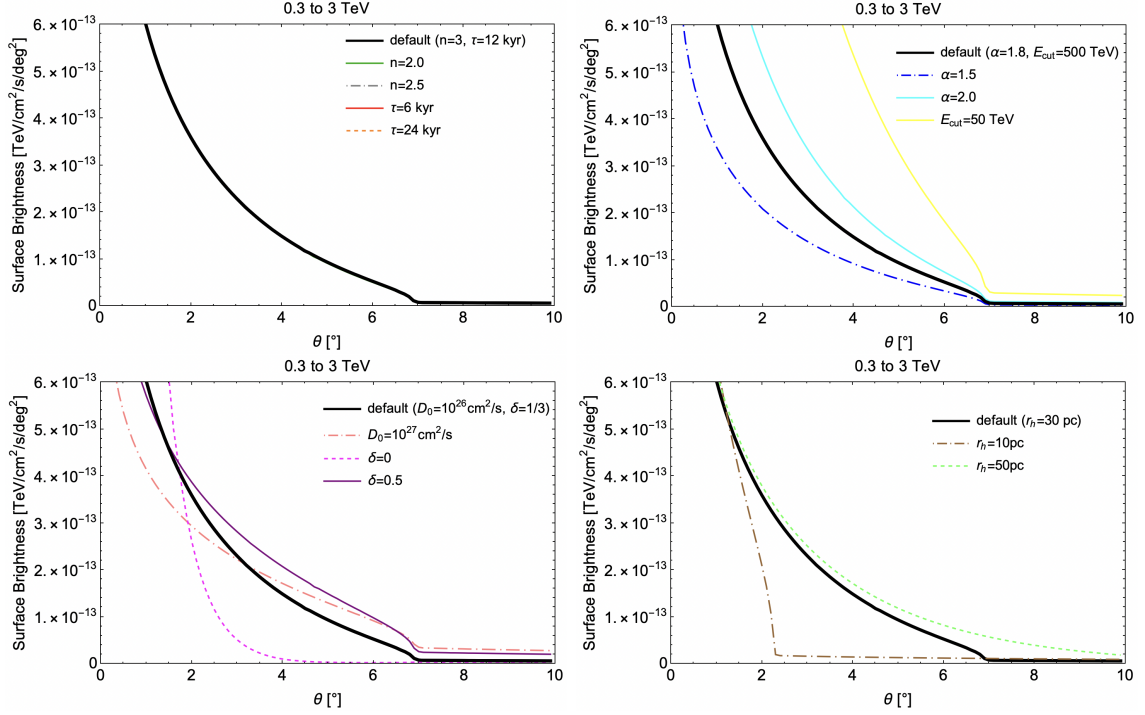 0.3 to 3 TeV
Surface Brightness [TeV/cm²/s/deg²]
6. × 10⁻¹³
5. × 10⁻¹³
4. × 10⁻¹³
3. × 10⁻¹³
2. × 10⁻¹³
1. × 10⁻¹³
0
default (n=3, τ=12 kyr)
n=2.0
n=2.5
τ=6 kyr
τ=24 kyr
0 2 4 6 8 10
θ [°]
0.3 to 3 TeV
Surface Brightness [TeV/cm²/s/deg²]
6. × 10⁻¹³
5. × 10⁻¹³
4. × 10⁻¹³
3. × 10⁻¹³
2. × 10⁻¹³
1. × 10⁻¹³
0
default (α=1.8, E_cut=500 TeV)
α=1.5
α=2.0
E_cut=50 TeV
0 2 4 6 8 10
θ [°]
0.3 to 3 TeV
Surface Brightness [TeV/cm²/s/deg²]
6. × 10⁻¹³
5. × 10⁻¹³
4. × 10⁻¹³
3. × 10⁻¹³
2. × 10⁻¹³
1. × 10⁻¹³
0
default (D₀=10²⁶cm²/s, δ=1/3)
D₀=10²⁷cm²/s
δ=0
δ=0.5
0 2 4 6 8 10
θ [°]
0.3 to 3 TeV
Surface Brightness [TeV/cm²/s/deg²]
6. × 10⁻¹³
5. × 10⁻¹³
4. × 10⁻¹³
3. × 10⁻¹³
2. × 10⁻¹³
1. × 10⁻¹³
0
default (r_h=30 pc)
r_h=10pc
r_h=50pc
0 2 4 6 8 10
θ [°]